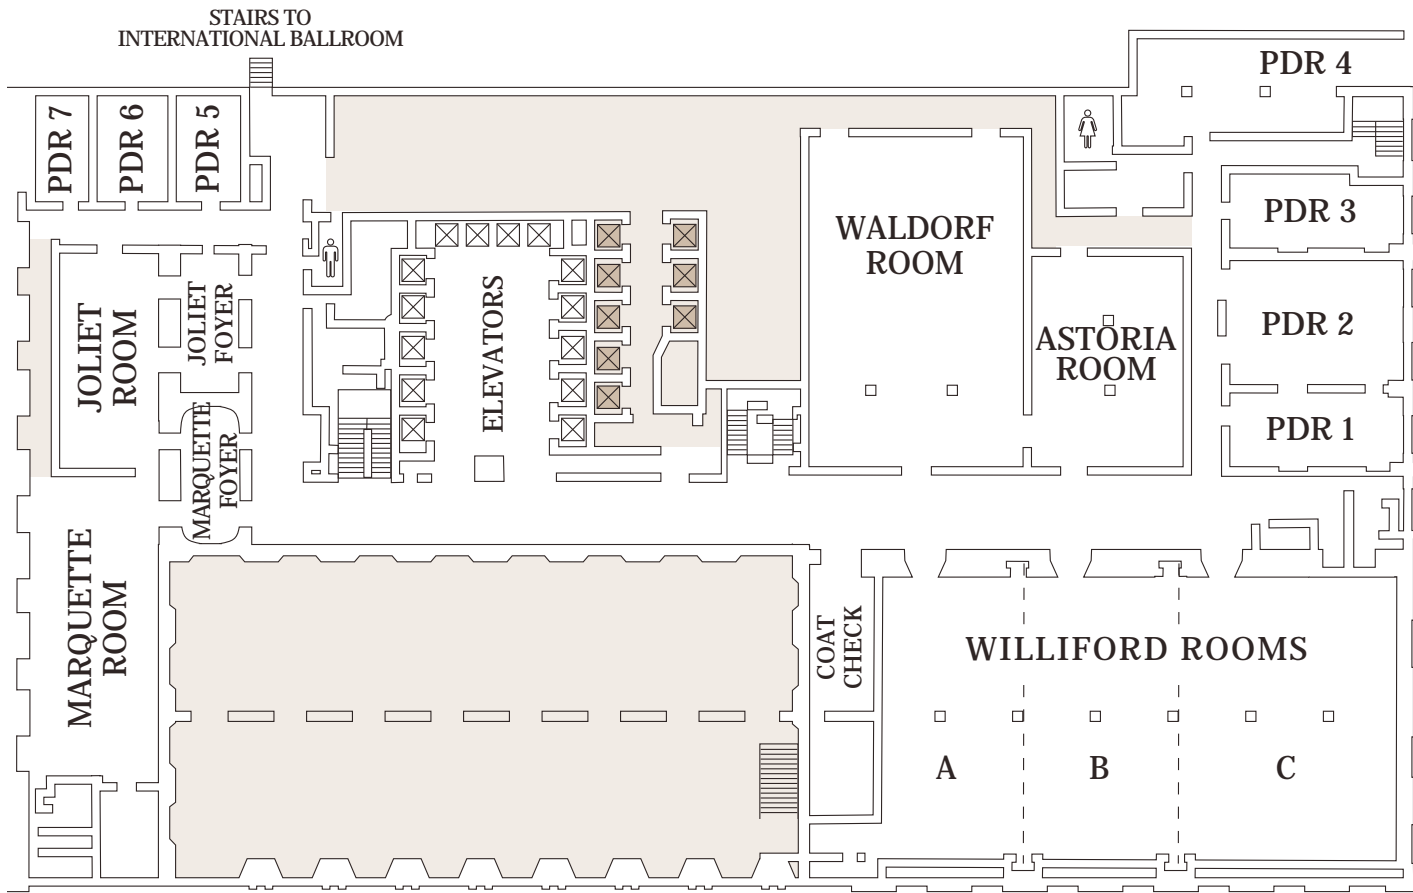 STAIRS TO
INTERNATIONAL BALLROOM
PDR 7
PDR 6
PDR 5
PDR 4
PDR 3
PDR 2
PDR 1
WALDORF
ROOM
ASTORIA
ROOM
ELEVATORS
JOLIET
ROOM
JOLIET
FOYER
MARQUETTE
FOYER
MARQUETTE
ROOM
COAT
CHECK
WILLIFORD ROOMS
A
B
C